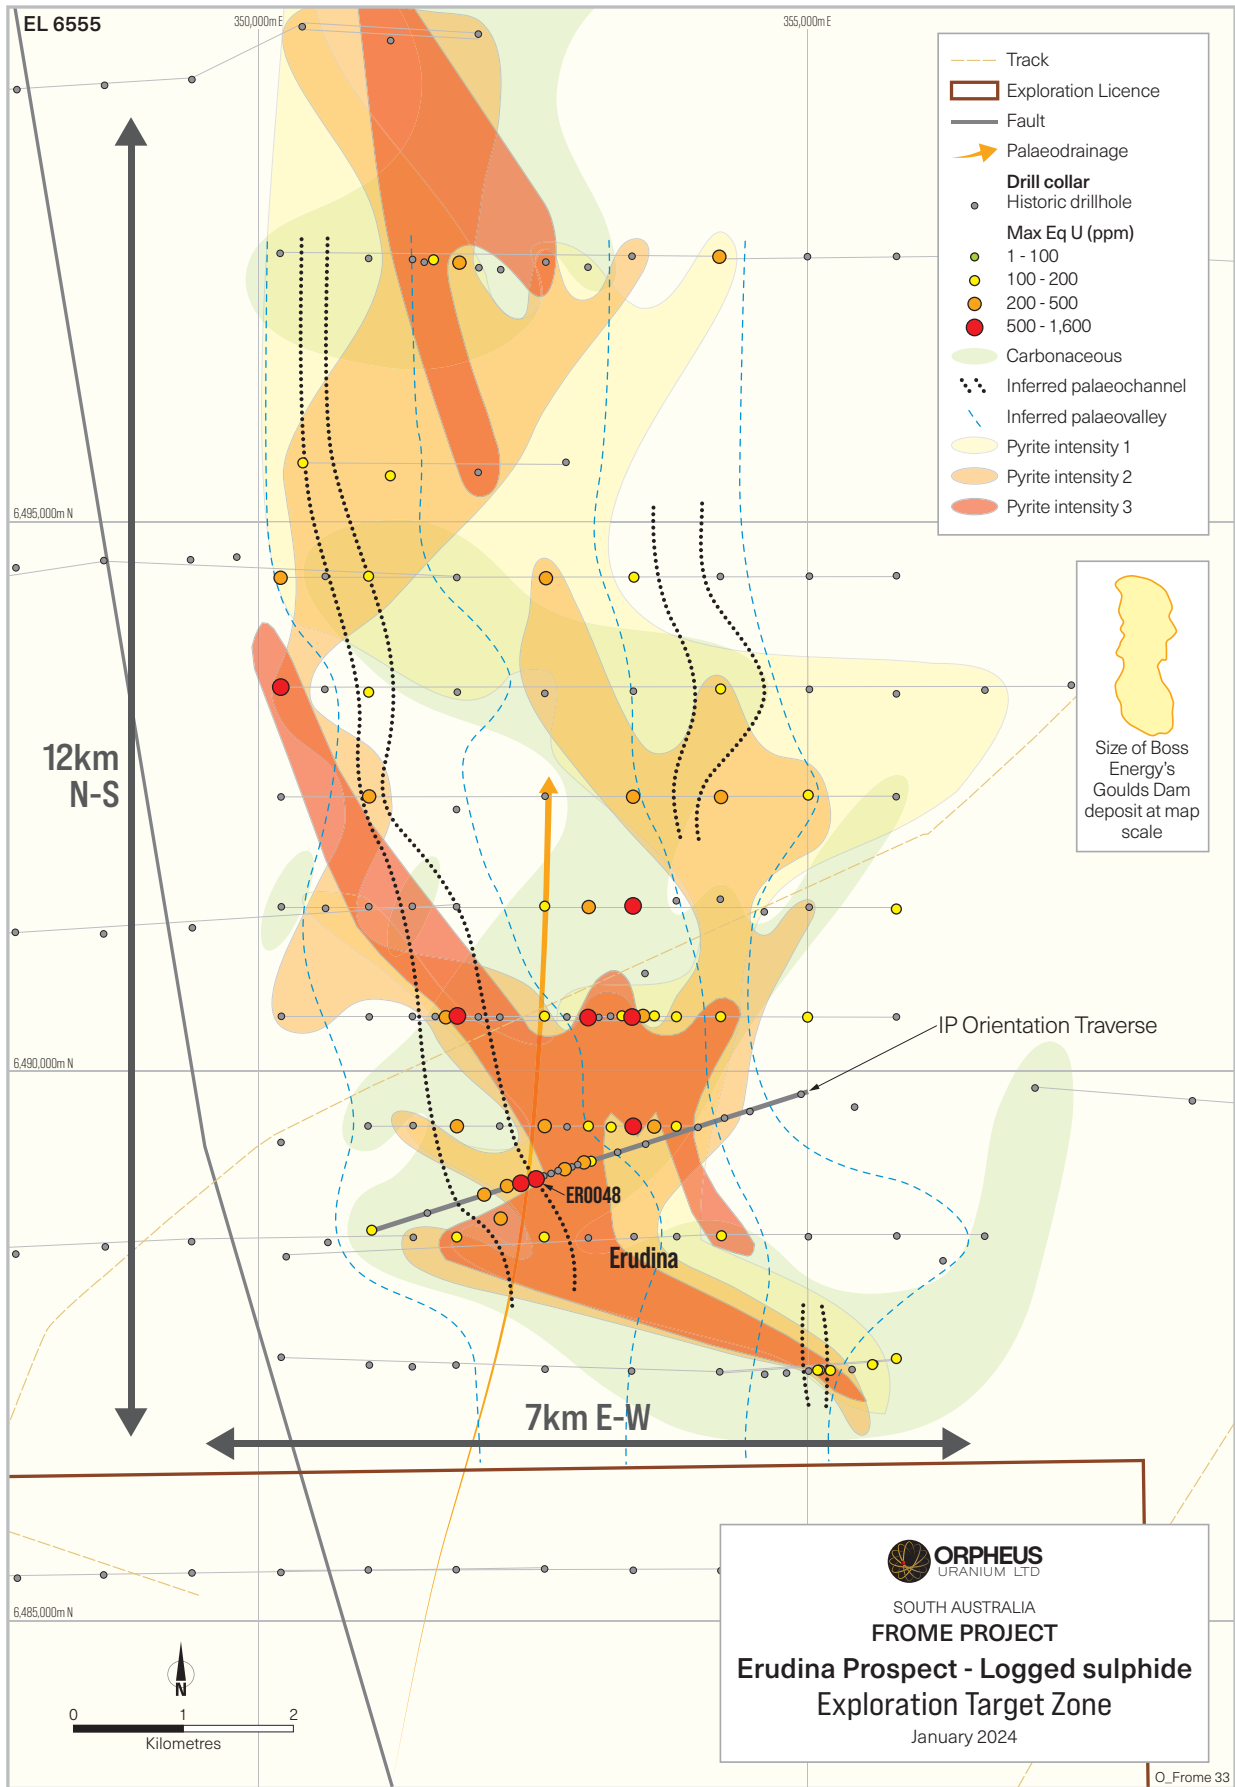 EL 6555
350,000m E
355,000m E
Track
Exploration Licence
Fault
Palaeodrainage
Drill collar
Historic drillhole
Max Eq U (ppm)
1 - 100
100 - 200
200 - 500
500 - 1,600
Carbonaceous
Inferred palaeochannel
Inferred palaeovalley
Pyrite intensity 1
Pyrite intensity 2
Pyrite intensity 3
6,495,000m N
Size of Boss
Energy's
Goulds Dam
deposit at map
scale
12km
N-S
IP Orientation Traverse
6,490,000m N
ER0048
Erudina
7km E-W
6,485,000m N
N
0 1 2
Kilometres
ORPHEUS
URANIUM LTD
SOUTH AUSTRALIA
FROME PROJECT
Erudina Prospect - Logged sulphide
Exploration Target Zone
January 2024
O_Frome 33